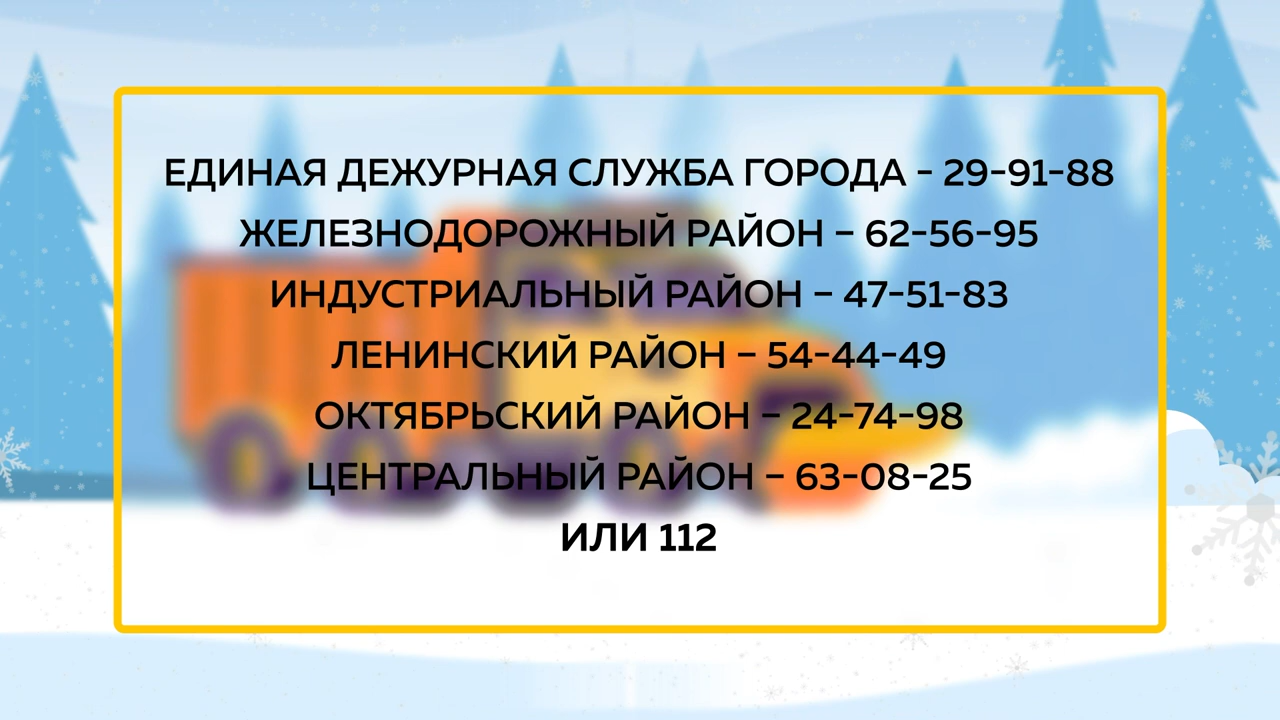 ЕДИНАЯ ДЕЖУРНАЯ СЛУЖБА ГОРОДА - 29-91-88
ЖЕЛЕЗНОДОРОЖНЫЙ РАЙОН – 62-56-95
ИНДУСТРИАЛЬНЫЙ РАЙОН – 47-51-83
ЛЕНИНСКИЙ РАЙОН – 54-44-49
ОКТЯБРЬСКИЙ РАЙОН – 24-74-98
ЦЕНТРАЛЬНЫЙ РАЙОН – 63-08-25
ИЛИ 112